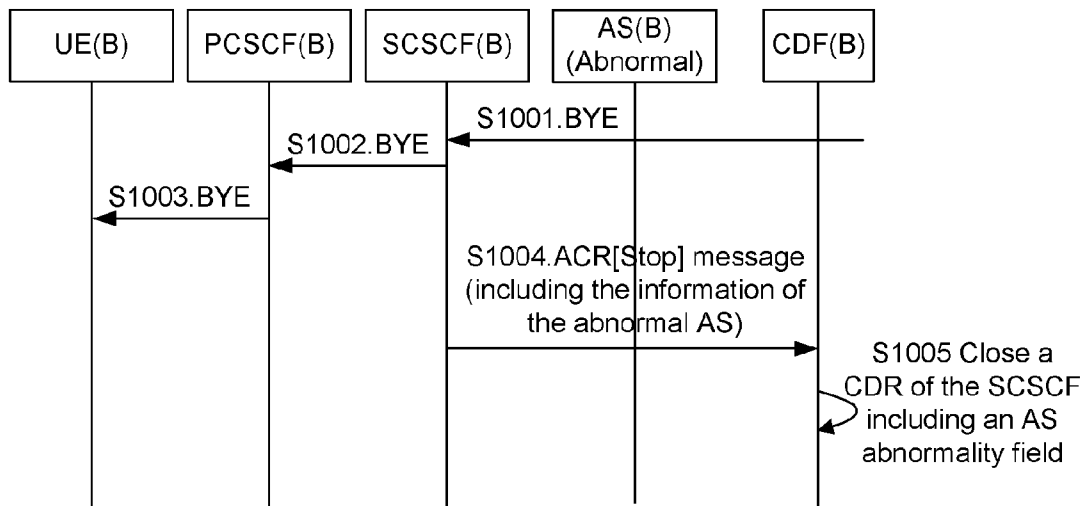 UE(B)
PCSCF(B)
SCSCF(B)
AS(B)
(Abnormal)
CDF(B)
S1001.BYE
S1002.BYE
S1003.BYE
S1004.ACR[Stop] message
(including the information of
the abnormal AS)
S1005 Close a
CDR of the SCSCF
including an AS
abnormality field